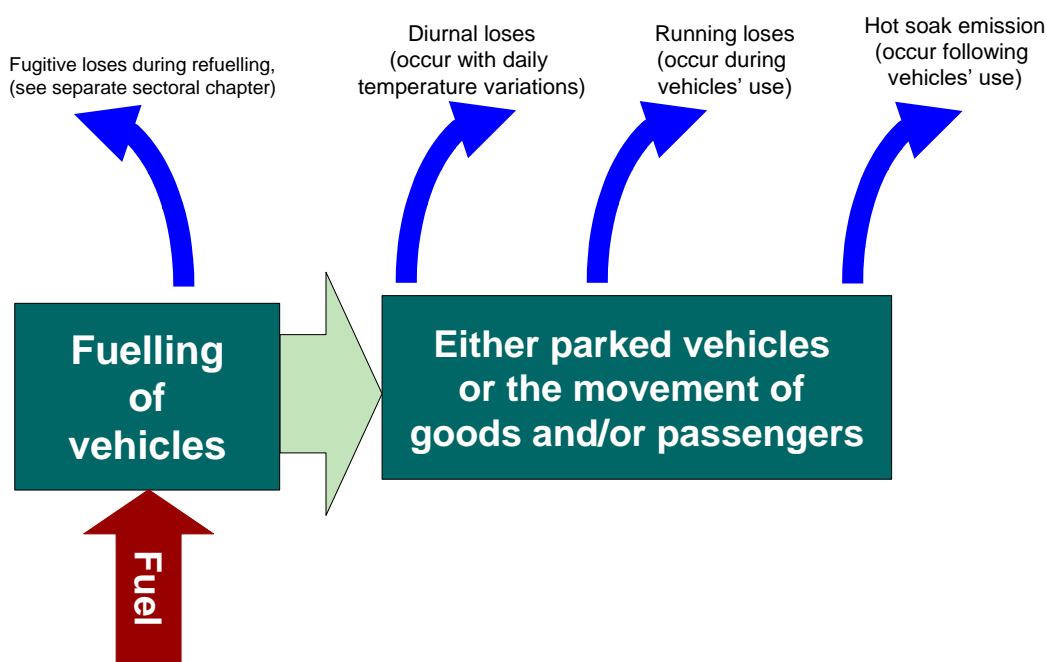 Fugitive loses during refuelling,
(see separate sectoral chapter)
Diurnal loses
(occur with daily
temperature variations)
Running loses
(occur during
vehicles’ use)
Hot soak emission
(occur following
vehicles’ use)
Fuelling
of
vehicles
Either parked vehicles
or the movement of
goods and/or passengers
Fuel